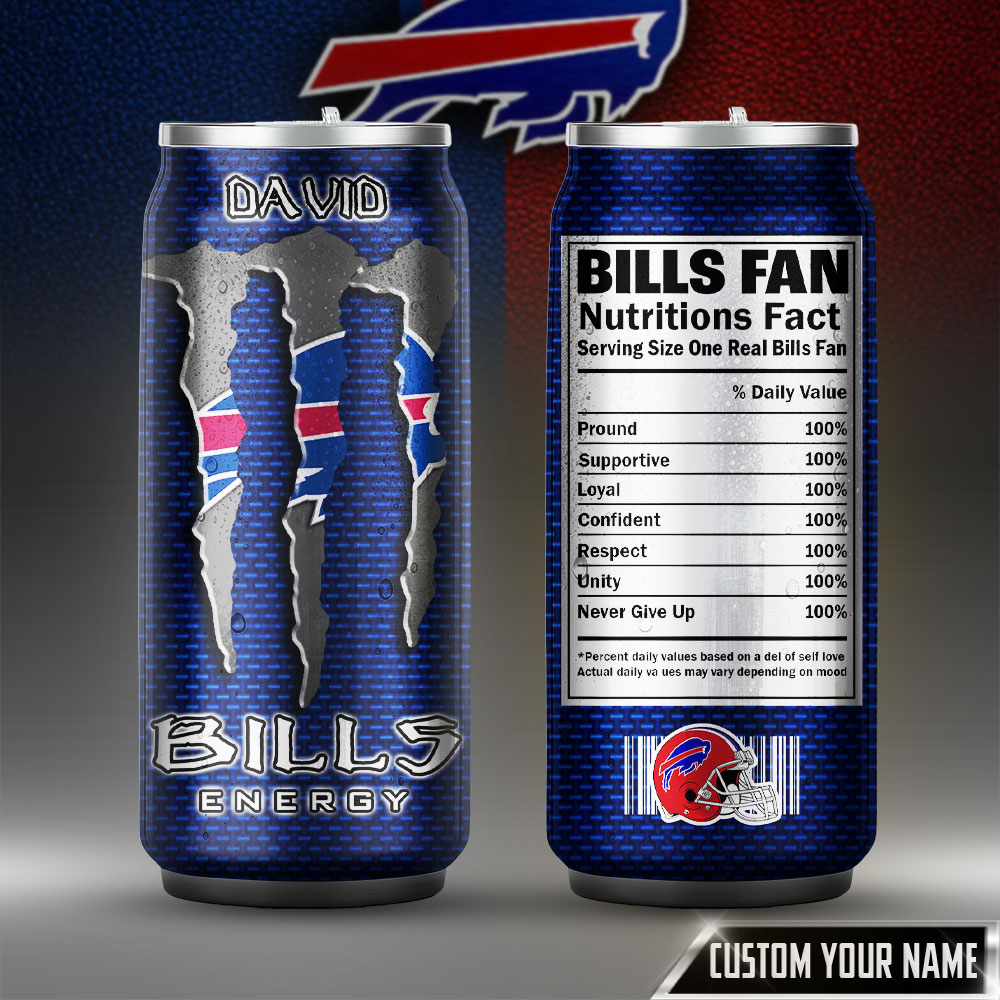 DAVID
BILLS
ENERGY
BILLS FAN
Nutritions Fact
Serving Size One Real Bills Fan
% Daily Value
Pround 100%
Supportive 100%
Loyal 100%
Confident 100%
Respect 100%
Unity 100%
Never Give Up 100%
*Percent daily values based on a del of self love
Actual daily va ues may vary depending on mood
CUSTOM YOUR NAME